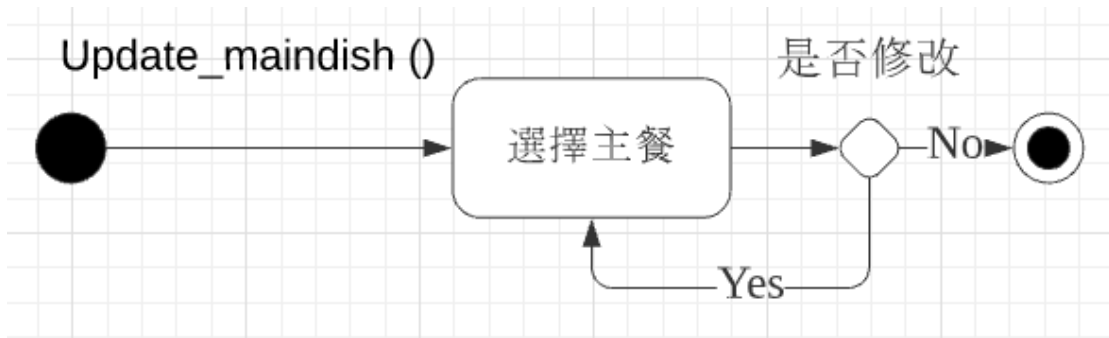 Update_maindish ()
是否修改
選擇主餐
No
Yes